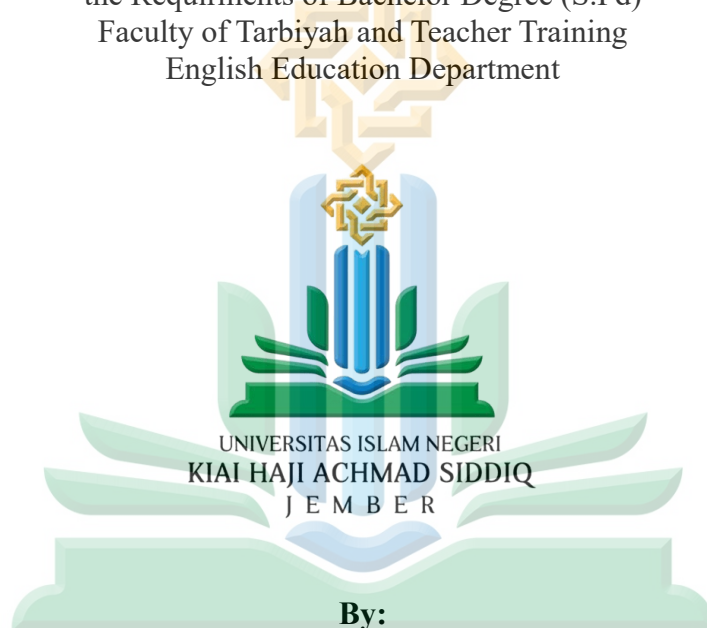 the Requirments of Bachelor Degree (S.Pd)
Faculty of Tarbiyah and Teacher Training
English Education Department
UNIVERSITAS ISLAM NEGERI
KIAI HAJI ACHMAD SIDDIQ
JEMBER
By: